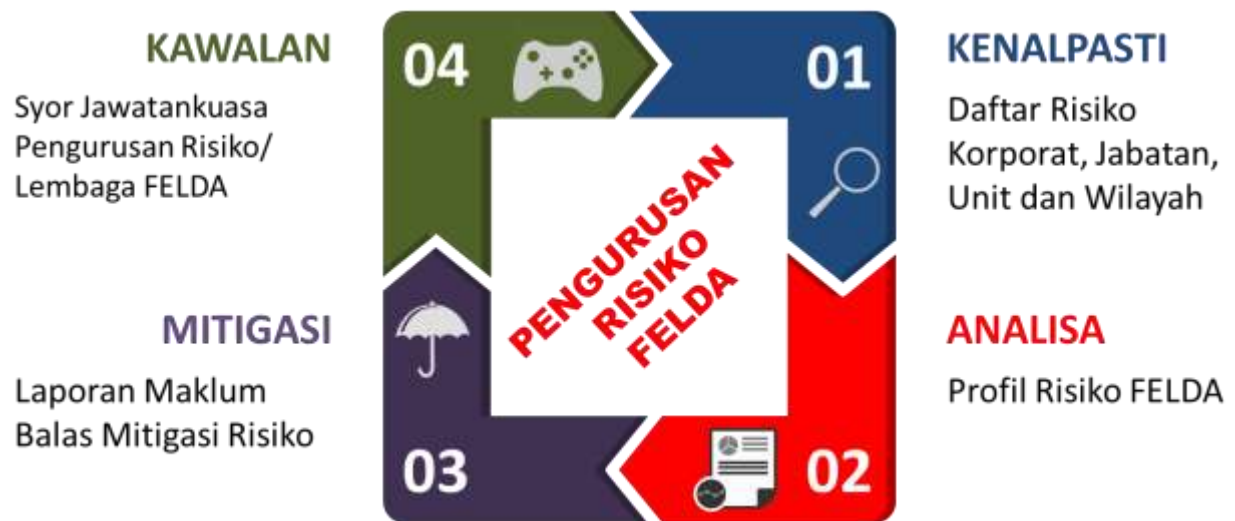 04
KAWALAN
Syor Jawatankuasa
Pengurusan Risiko/
Lembaga FELDA
01
KENALPASTI
Daftar Risiko
Korporat, Jabatan,
Unit dan Wilayah
PENGURUSAN
RISIKO
FELDA
MITIGASI
Laporan Maklum
Balas Mitigasi Risiko
03
02
ANALISA
Profil Risiko FELDA